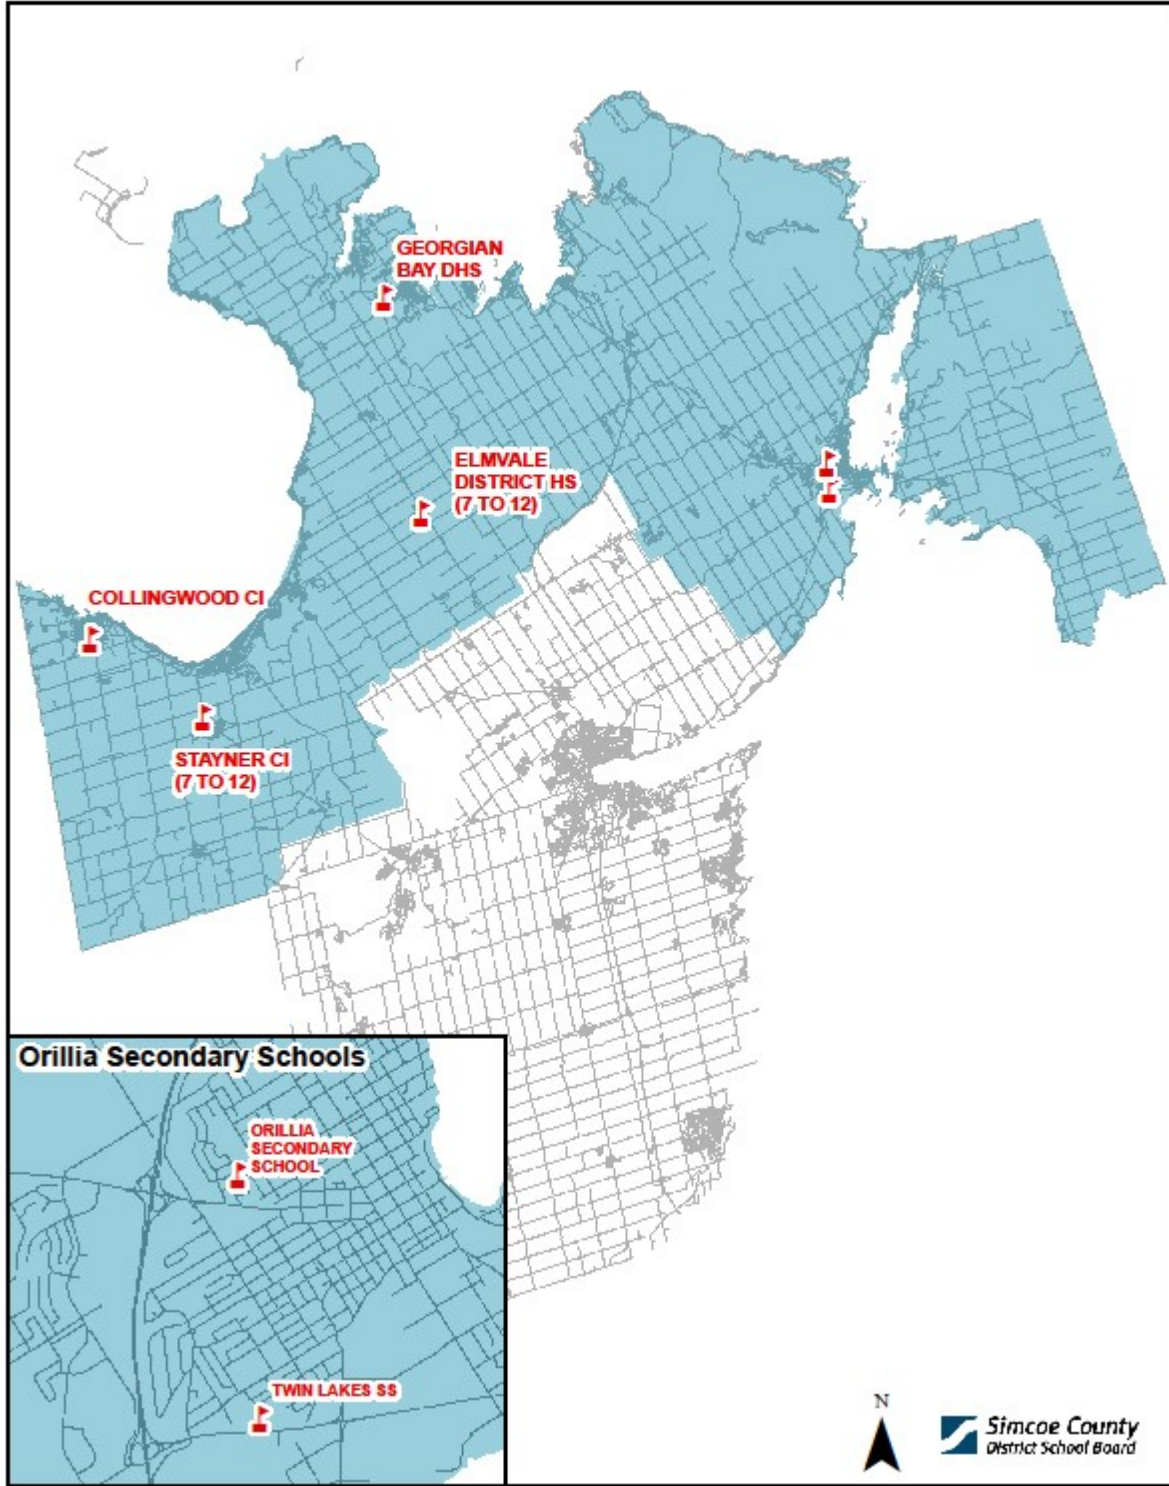 GEORGIAN
BAY DHS
ELMVALE
DISTRICT HS
(7 TO 12)
COLLINGWOOD CI
STAYNER CI
(7 TO 12)
Orillia Secondary Schools
ORILLIA
SECONDARY
SCHOOL
TWIN LAKES SS
N
Simcoe County
District School Board